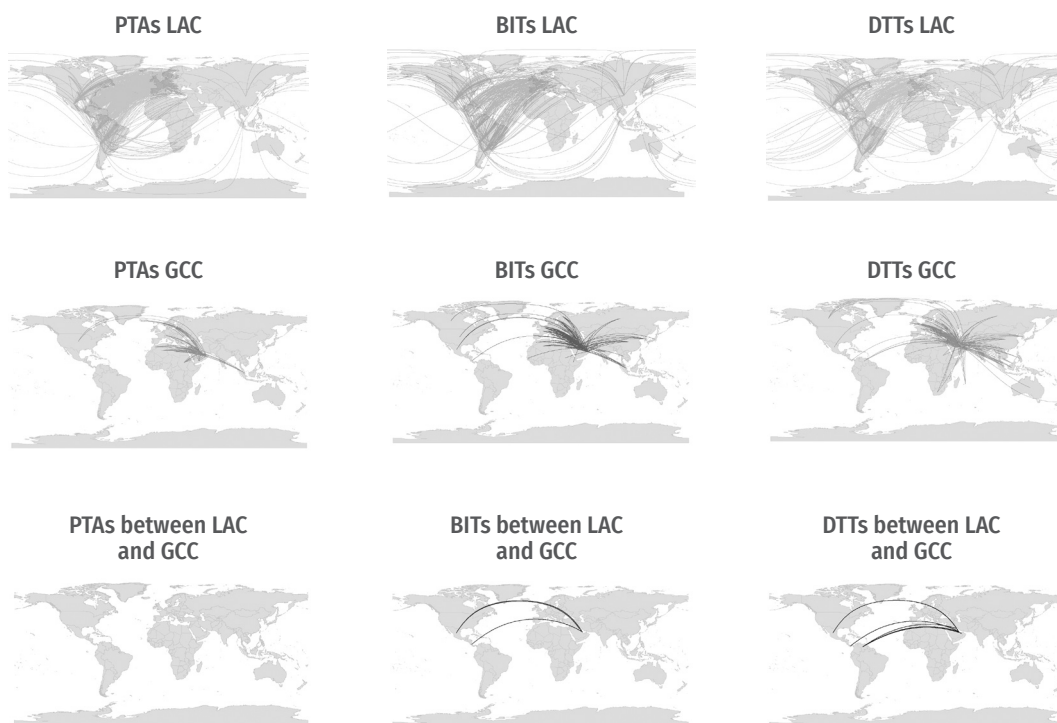 PTAs LAC
BITs LAC
DTTs LAC
PTAs GCC
BITs GCC
DTTs GCC
PTAs between LAC
and GCC
BITs between LAC
and GCC
DTTs between LAC
and GCC